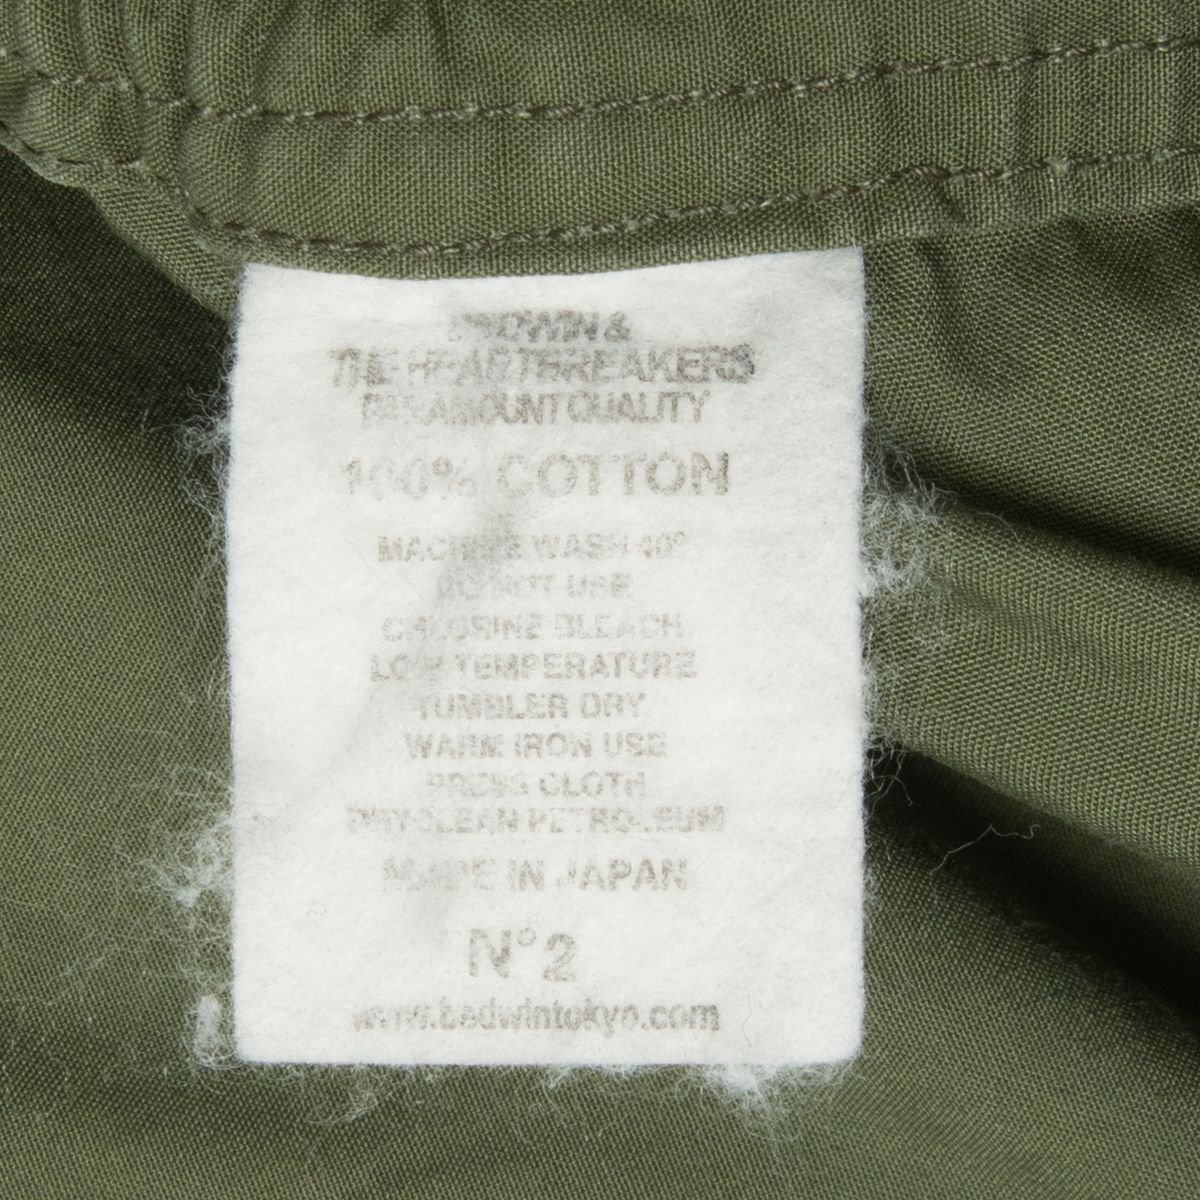 BEDWIN &
THE HEARTBREAKERS
PARAMOUNT QUALITY
100% COTTON
MACHINE WASH 40°
DO NOT USE
CHLORINE BLEACH
LOW TEMPERATURE
TUMBLER DRY
WARM IRON USE
PRESS CLOTH
DRY CLEAN PETROLEUM
MADE IN JAPAN
N°2
www.bedwintokyo.com